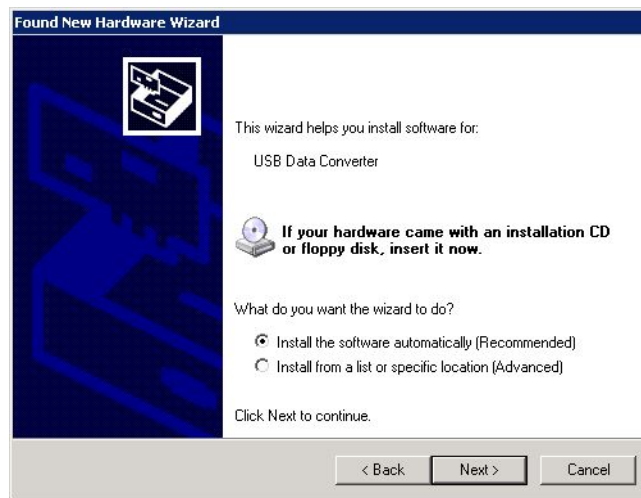 Found New Hardware Wizard
This wizard helps you install software for:
USB Data Converter
If your hardware came with an installation CD
or floppy disk, insert it now.
What do you want the wizard to do?
Install the software automatically (Recommended)
Install from a list or specific location (Advanced)
Click Next to continue.
< Back
Next >
Cancel